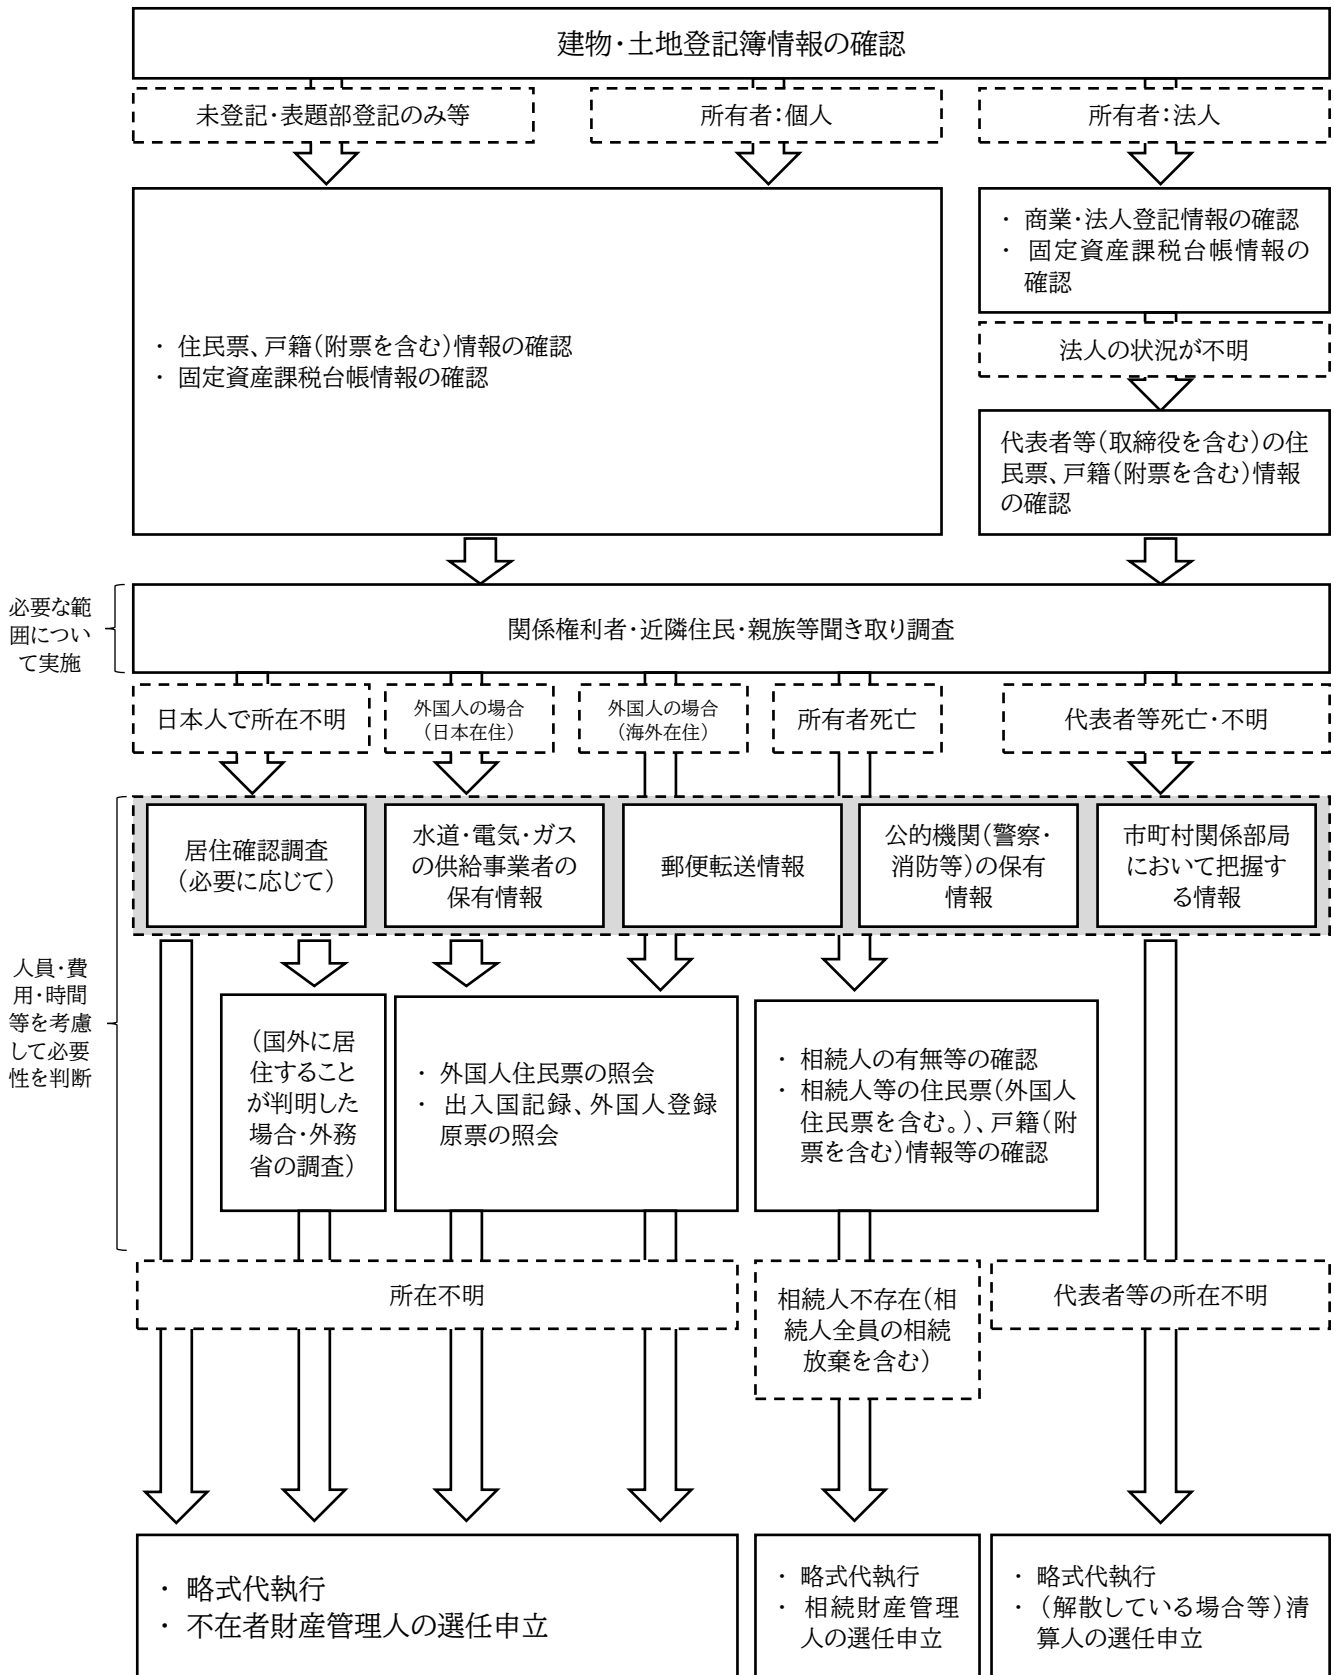 建物・土地登記簿情報の確認
未登記・表題部登記のみ等
所有者：個人
所有者：法人
・ 商業・法人登記情報の確認
・ 固定資産課税台帳情報の
確認
・ 住民票、戸籍（附票を含む）情報の確認
・ 固定資産課税台帳情報の確認
法人の状況が不明
代表者等（取締役を含む）の住
民票、戸籍（附票を含む）情報
の確認
必要な範
囲につい
て実施
関係権利者・近隣住民・親族等聞き取り調査
日本人で所在不明
外国人の場合
（日本在住）
外国人の場合
（海外在住）
所有者死亡
代表者等死亡・不明
居住確認調査
（必要に応じて）
水道・電気・ガス
の供給事業者の
保有情報
郵便転送情報
公的機関（警察・
消防等）の保有
情報
市町村関係部局
において把握す
る情報
人員・費
用・時間
等を考慮
して必要
性を判断
（国外に居
住すること
が判明した
場合・外務
省の調査）
・ 外国人住民票の照会
・ 出入国記録、外国人登録
原票の照会
・ 相続人の有無等の確認
・ 相続人等の住民票（外国人
住民票を含む。）、戸籍（附
票を含む）情報等の確認
所在不明
相続人不存在（相
続人全員の相続
放棄を含む）
代表者等の所在不明
・ 略式代執行
・ 不在者財産管理人の選任申立
・ 略式代執行
・ 相続財産管理
人の選任申立
・ 略式代執行
・ （解散している場合等）清
算人の選任申立